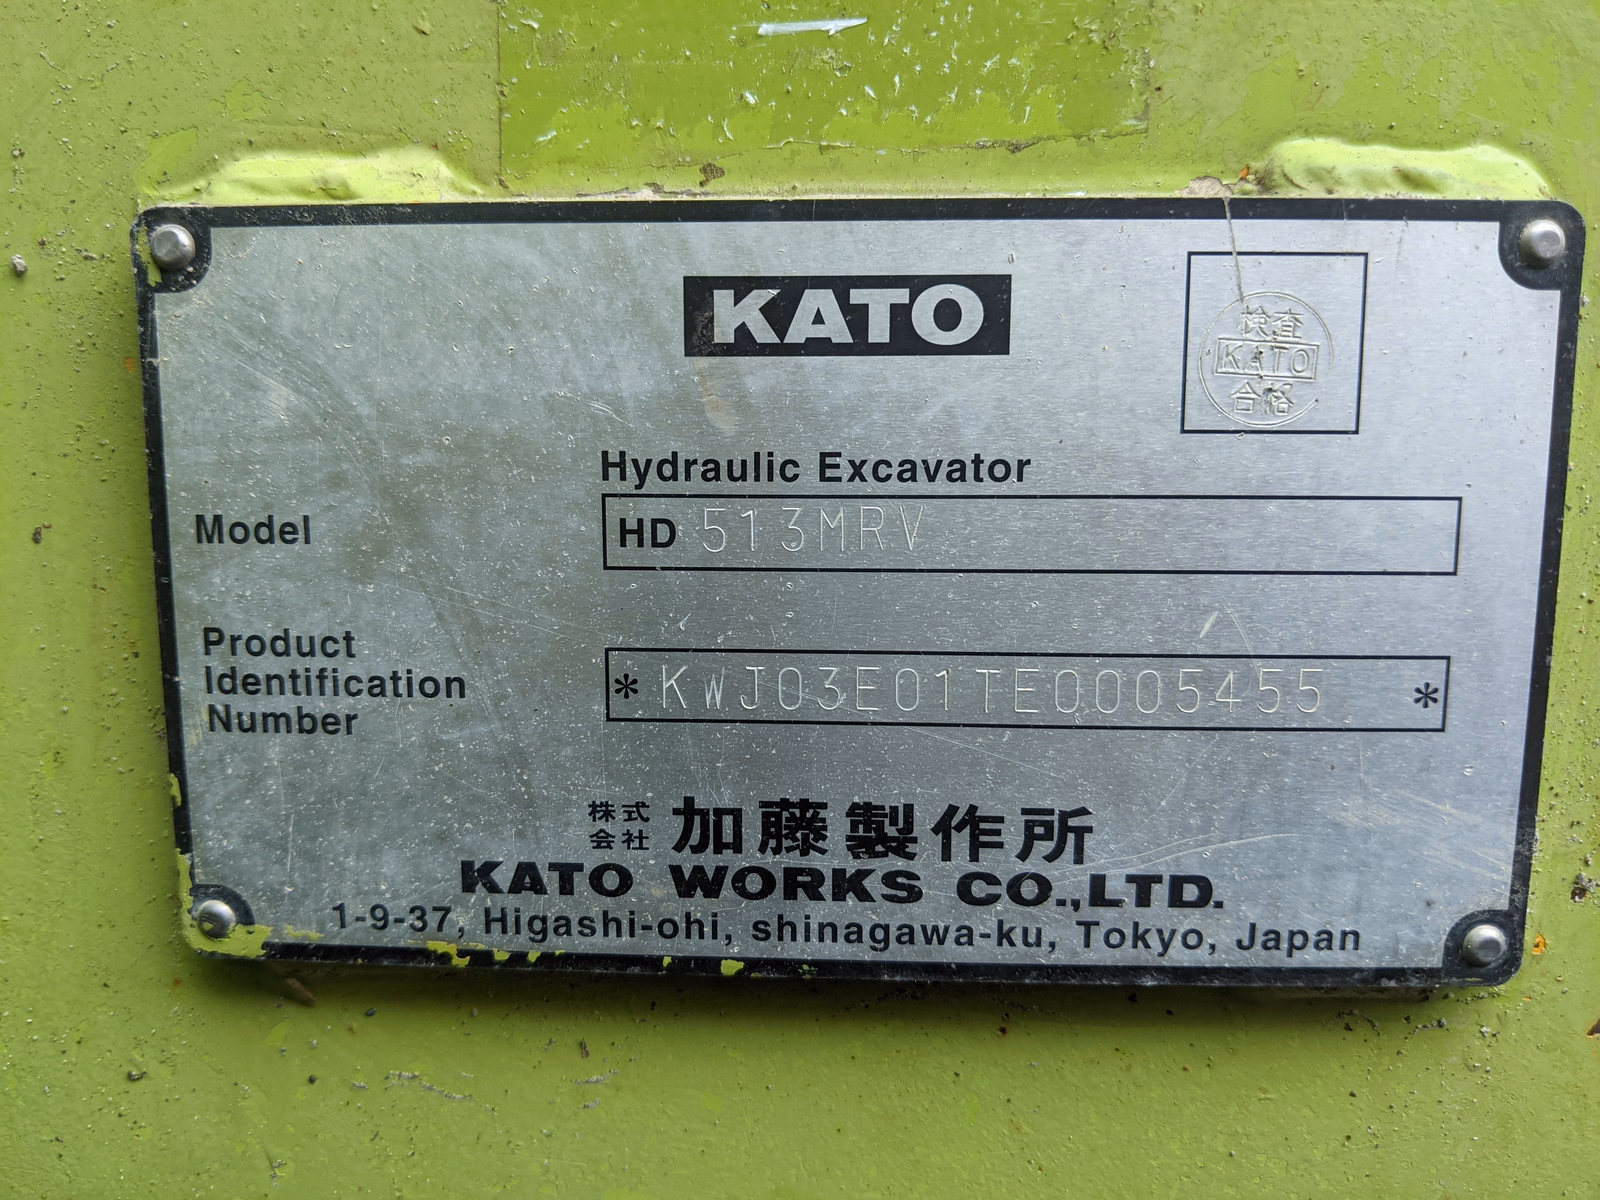 KATO
検査
KATO
合格
Hydraulic Excavator
Model HD 513MRV
Product
Identification
Number
* KWJ03E01TE0005455 *
株式会社 加藤製作所
KATO WORKS CO.,LTD.
1-9-37, Higashi-ohi, shinagawa-ku, Tokyo, Japan